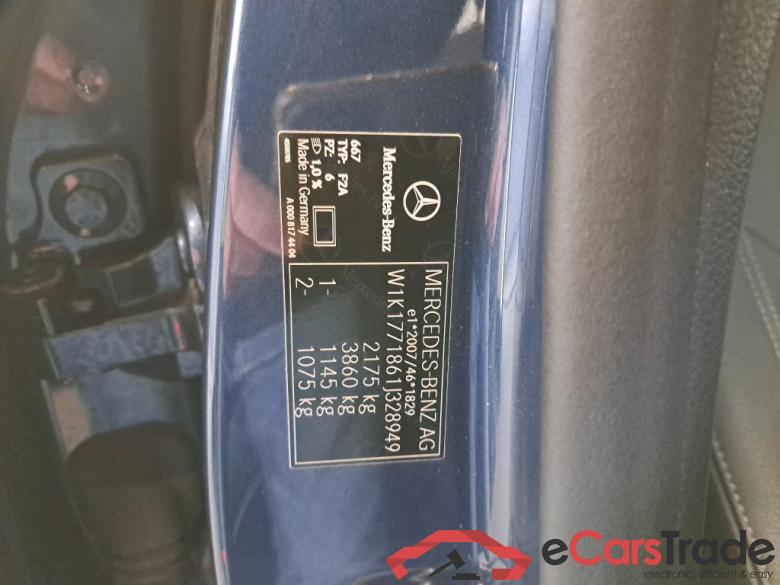 MERCEDES-BENZ AG
e1*2007/46*1829
W1K1771861J328949
2175 kg
3860 kg
1- 1145 kg
2- 1075 kg
Mercedes-Benz
667
TYP: F2A
PZ: 6
1,0 %
Made in Germany
A 000 817 44 04
eCarsTrade
electronic, efficient & easy